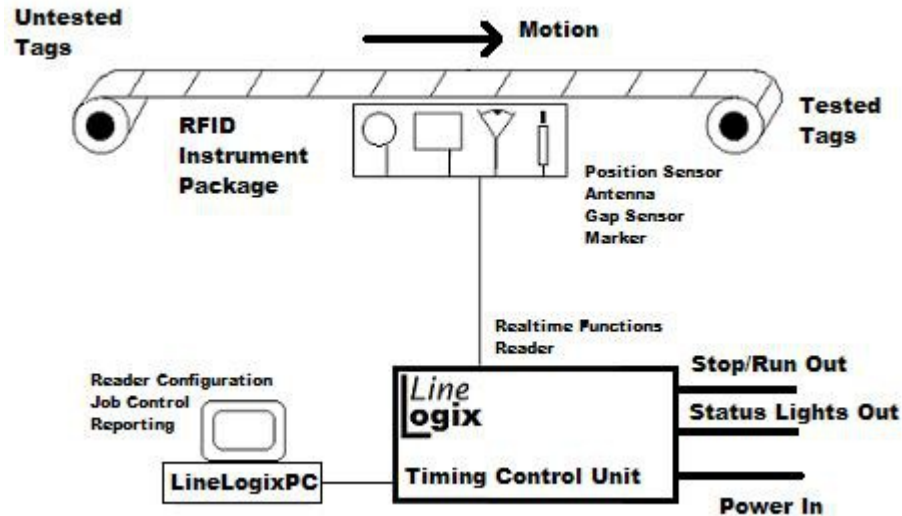 Untested
Tags
Motion
Tested
Tags
RFID
Instrument
Package
Position Sensor
Antenna
Gap Sensor
Marker
Realtime Functions
Reader
Reader Configuration
Job Control
Reporting
LineLogixPC
Line
Logix
Timing Control Unit
Stop/Run Out
Status Lights Out
Power In